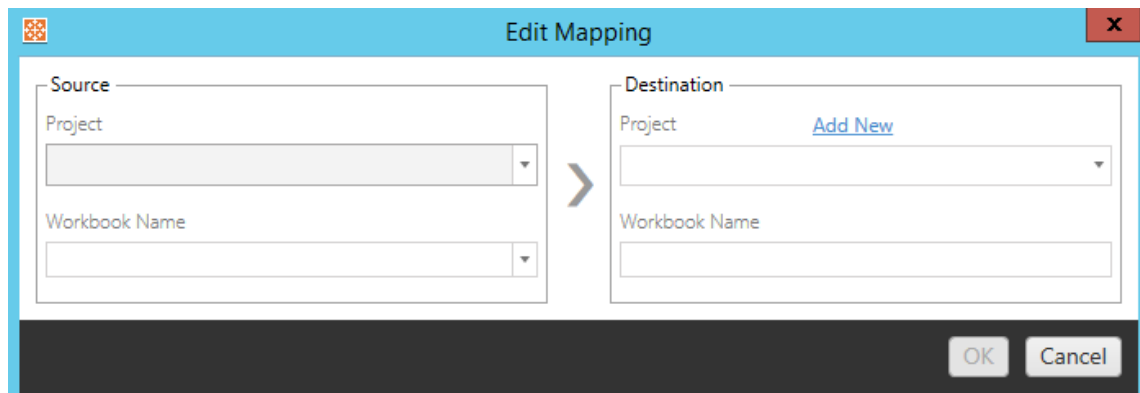 Edit Mapping
x
Source
Project
Workbook Name
Destination
Project Add New
Workbook Name
OK Cancel